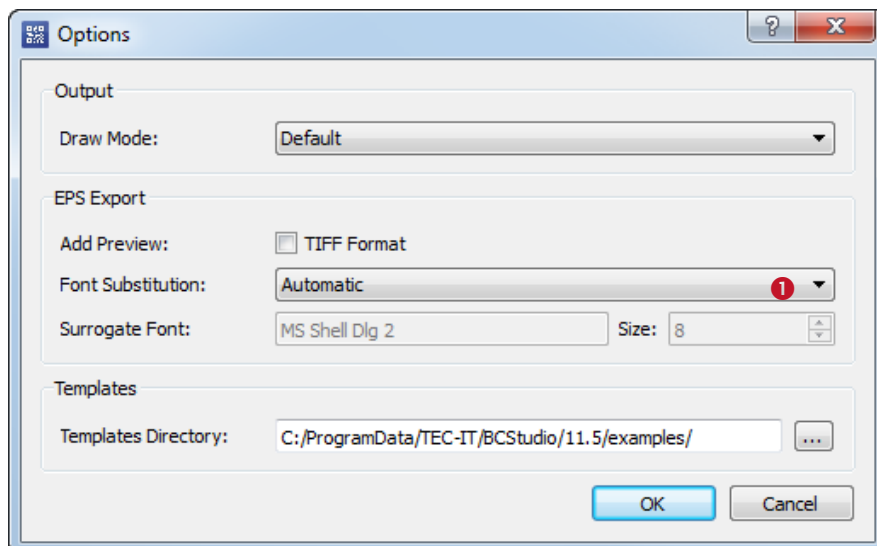 Options
Output
Draw Mode: Default
EPS Export
Add Preview: TIFF Format
Font Substitution: Automatic 1
Surrogate Font: MS Shell Dlg 2 Size: 8
Templates
Templates Directory: C:/ProgramData/TEC-IT/BCStudio/11.5/examples/ ...
OK Cancel